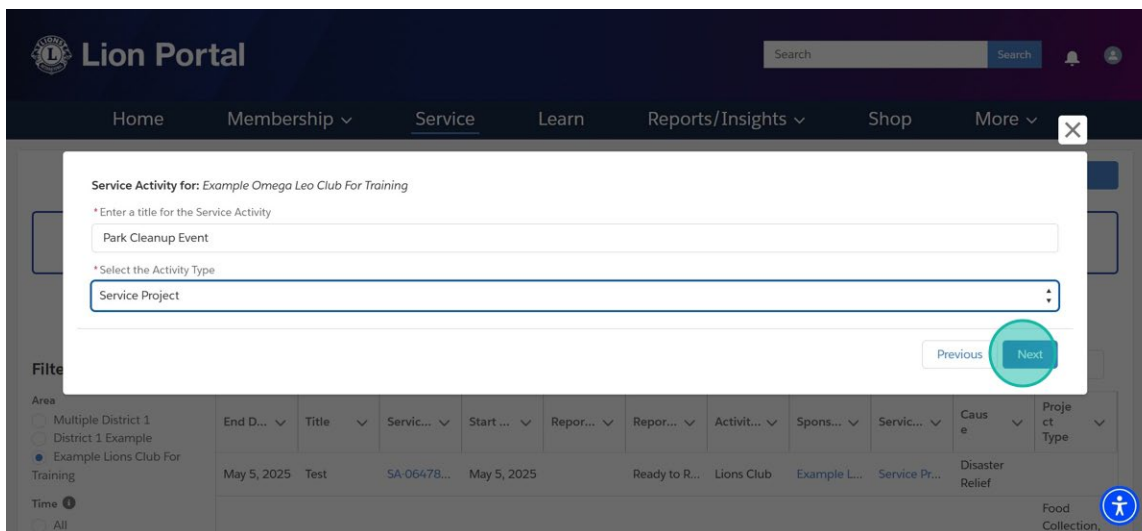 Lion Portal
Search Search
Home Membership Service Learn Reports/Insights Shop More
Service Activity for: Example Omega Leo Club For Training
*Enter a title for the Service Activity
Park Cleanup Event
*Select the Activity Type
Service Project
Previous Next
Filte
Area
Multiple District 1
District 1 Example
Example Lions Club For
Training
Time
All
End D... Title Servic... Start ... Repor... Repor... Activit... Spons... Servic... Caus
e Proje
ct
Type
May 5, 2025 Test SA-06478... May 5, 2025 Ready to R... Lions Club Example L... Service Pr... Disaster
Relief
Food
Collection,